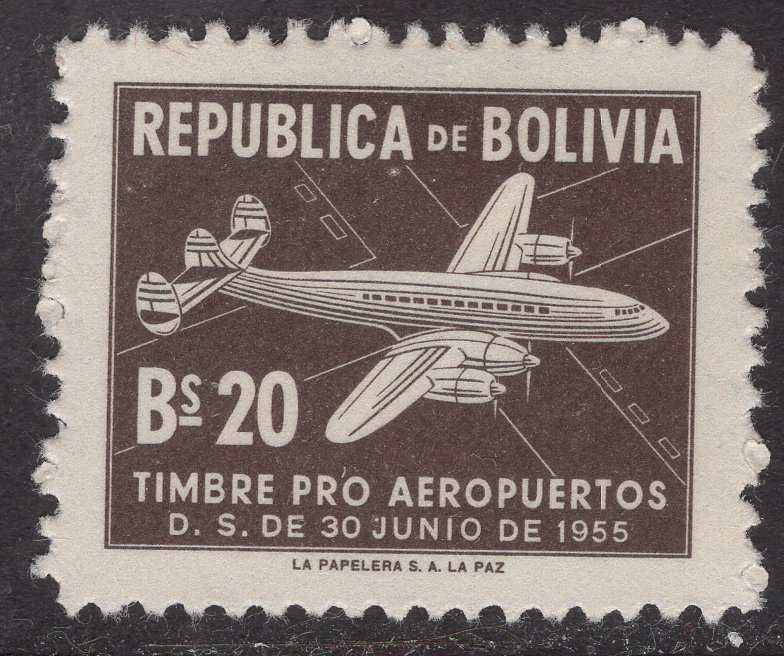 REPUBLICA DE BOLIVIA
Bs 20
TIMBRE PRO AEROPUERTOS
D. S. DE 30 JUNIO DE 1955
LA PAPELERA S. A. LA PAZ